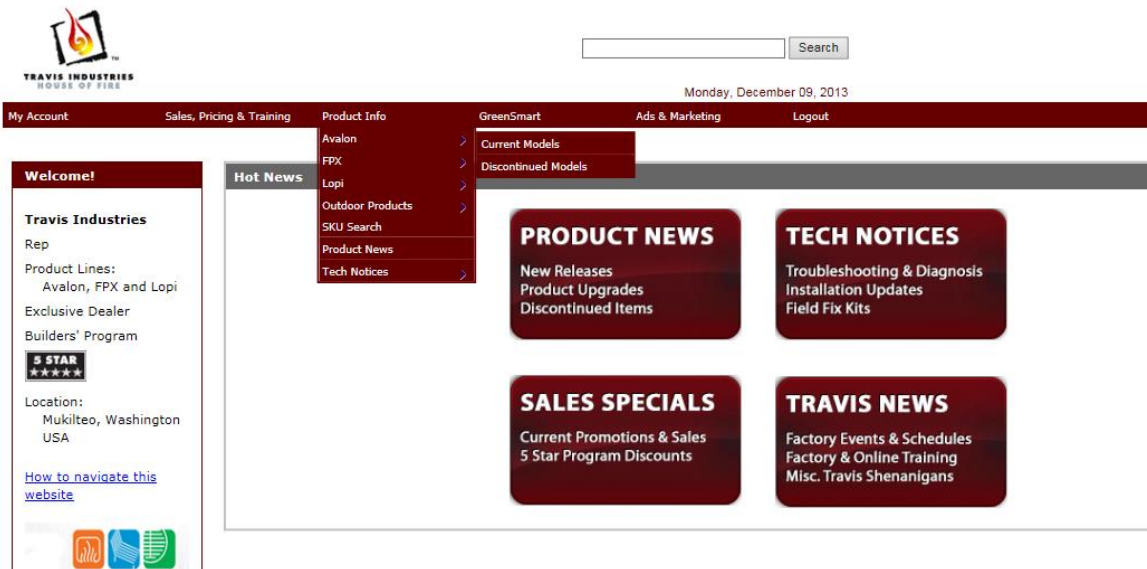 TRAVIS INDUSTRIES
HOUSE OF FIRE
TM
Search
Monday, December 09, 2013
My Account
Sales, Pricing & Training
Product Info
GreenSmart
Ads & Marketing
Logout
Avalon
FPX
Lopi
Outdoor Products
SKU Search
Product News
Tech Notices
Current Models
Discontinued Models
Welcome!
Travis Industries
Rep
Product Lines:
Avalon, FPX and Lopi
Exclusive Dealer
Builders' Program
5 STAR
★★★★★
Location:
Mukilteo, Washington
USA
How to navigate this
website
Hot News
PRODUCT NEWS
New Releases
Product Upgrades
Discontinued Items
TECH NOTICES
Troubleshooting & Diagnosis
Installation Updates
Field Fix Kits
SALES SPECIALS
Current Promotions & Sales
5 Star Program Discounts
TRAVIS NEWS
Factory Events & Schedules
Factory & Online Training
Misc. Travis Shenanigans